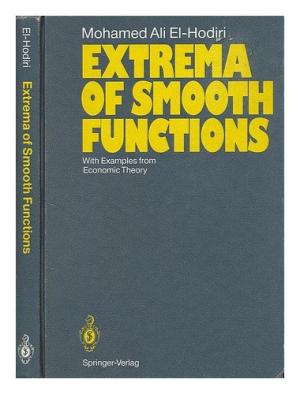 El-Hodiri
Extrema of Smooth Functions
Mohamed Ali El-Hodiri
EXTREMA
OF SMOOTH
FUNCTIONS
With Examples from
Economic Theory
Springer-Verlag